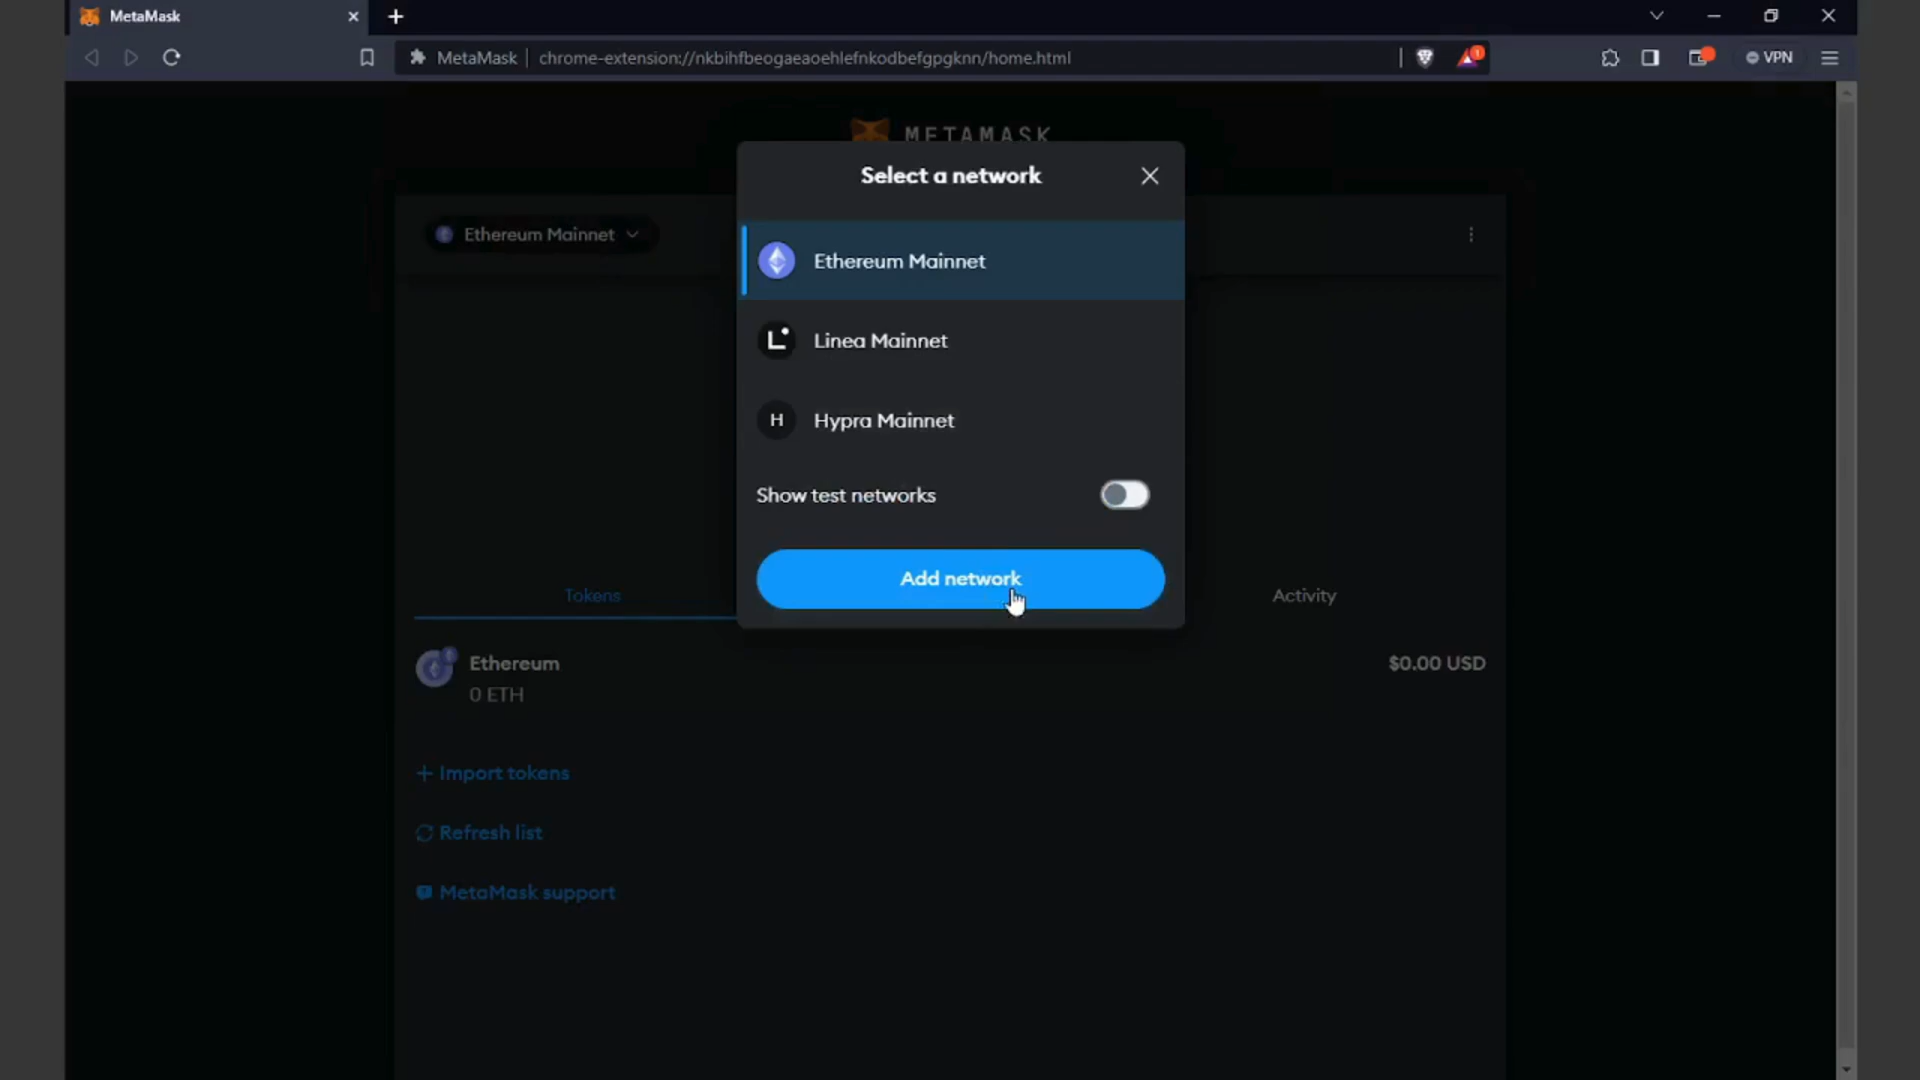 MetaMask
MetaMask
chrome-extension://nkbihfbeogaeaoehlefnkodbefgpgknn/home.html
1
VPN
METAMASK
Select a network
Ethereum Mainnet
Ethereum Mainnet
Linea Mainnet
H
Hypra Mainnet
Show test networks
Add network
Tokens
Activity
Ethereum
$0.00 USD
0 ETH
+ Import tokens
Refresh list
MetaMask support